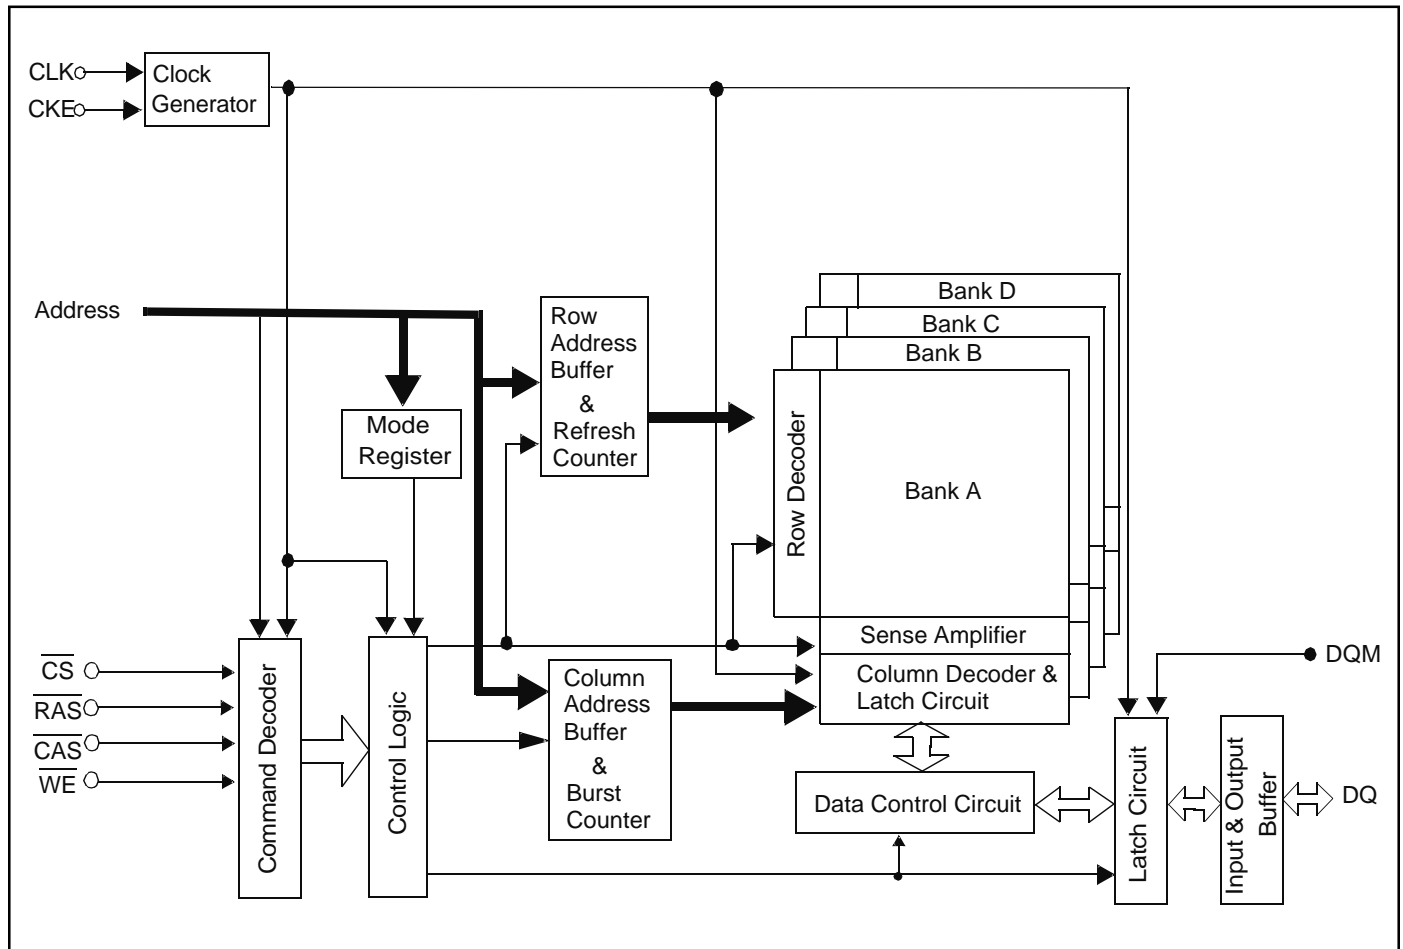 CLK
CKE
Clock
Generator
Address
Row
Address
Buffer
&
Refresh
Counter
Mode
Register
Bank D
Bank C
Bank B
Bank A
Row Decoder
Sense Amplifier
Column Decoder &
Latch Circuit
CS
RAS
CAS
WE
Command Decoder
Control Logic
Column
Address
Buffer
&
Burst
Counter
Data Control Circuit
Latch Circuit
Input & Output
Buffer
DQM
DQ